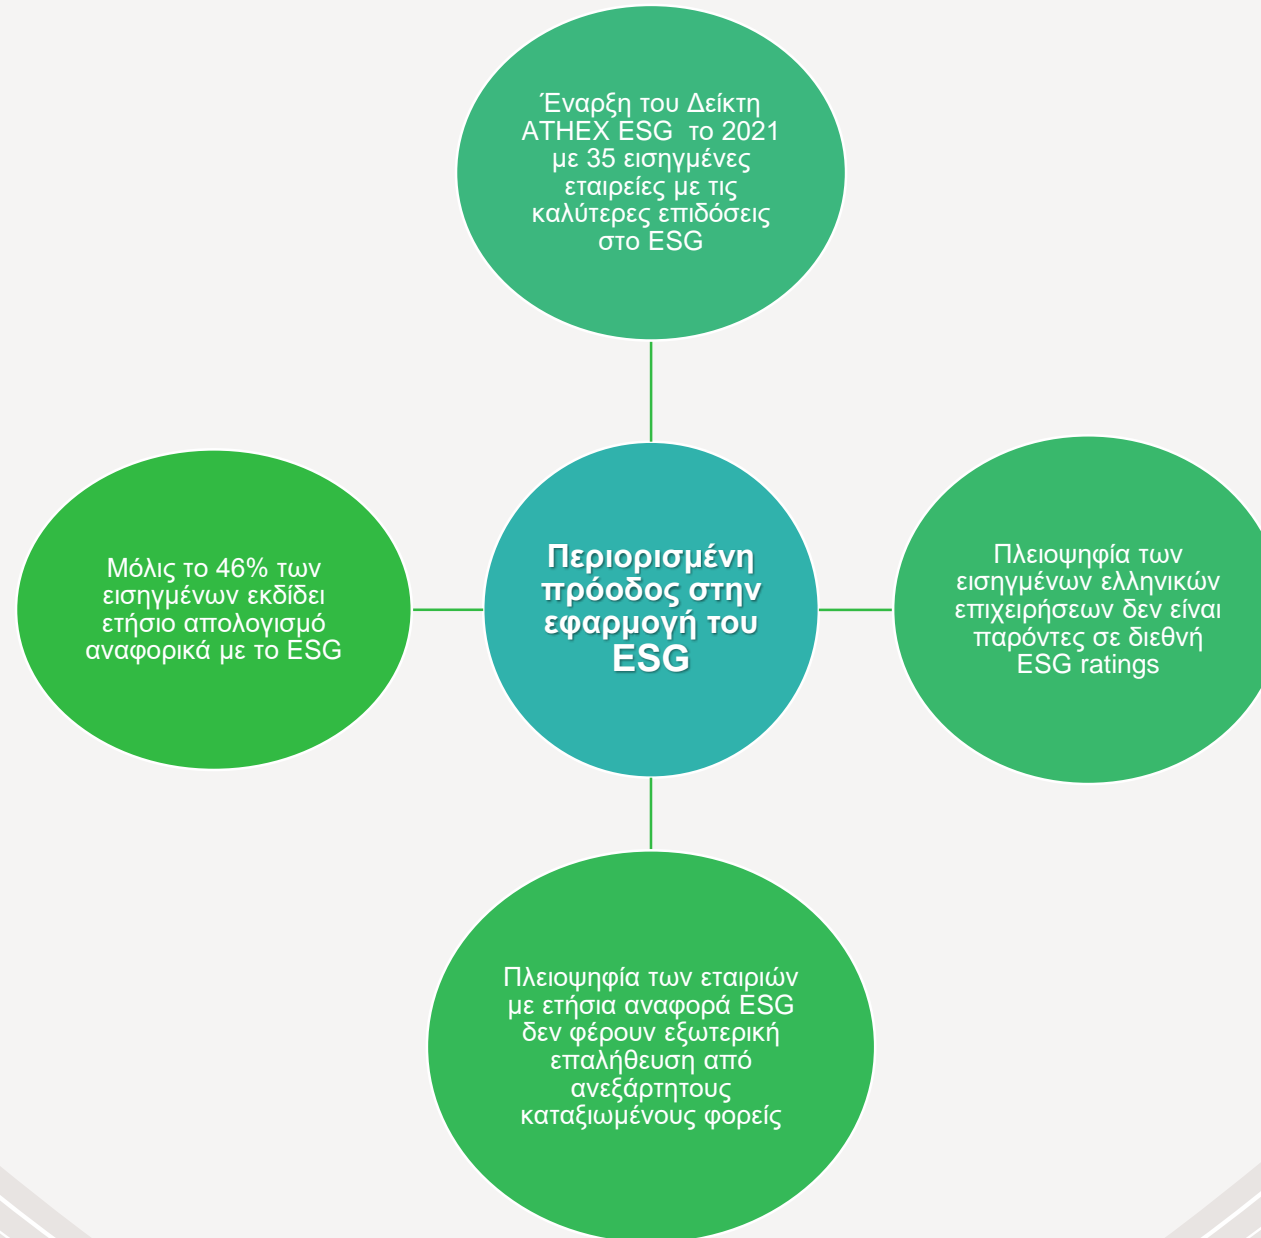 Έναρξη του Δείκτη
ATHEX ESG  το 2021
με 35 εισηγμένες
εταιρείες με τις
καλύτερες επιδόσεις
στο ESG
Μόλις το 46% των
εισηγμένων εκδίδει
ετήσιο απολογισμό
αναφορικά με το ESG
Περιορισμένη
πρόοδος στην
εφαρμογή του
ESG
Πλειοψηφία των
εισηγμένων ελληνικών
επιχειρήσεων δεν είναι
παρόντες σε διεθνή
ESG ratings
Πλειοψηφία των εταιριών
με ετήσια αναφορά ESG
δεν φέρουν εξωτερική
επαλήθευση από
ανεξάρτητους
καταξιωμένους φορείς